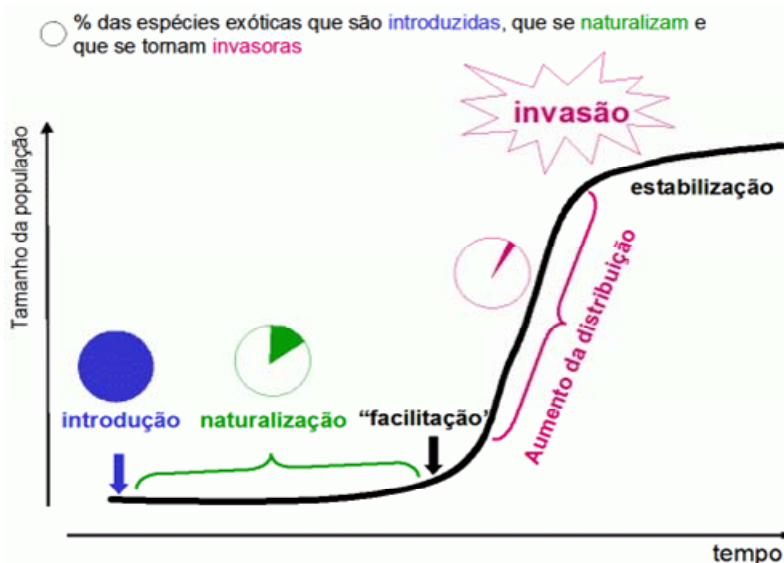 % das espécies exóticas que são introduzidas, que se naturalizam e
que se tornam invasoras
invasão
Tamanho da população
estabilização
Aumento da distribuição
introdução
naturalização
“facilitação”
tempo